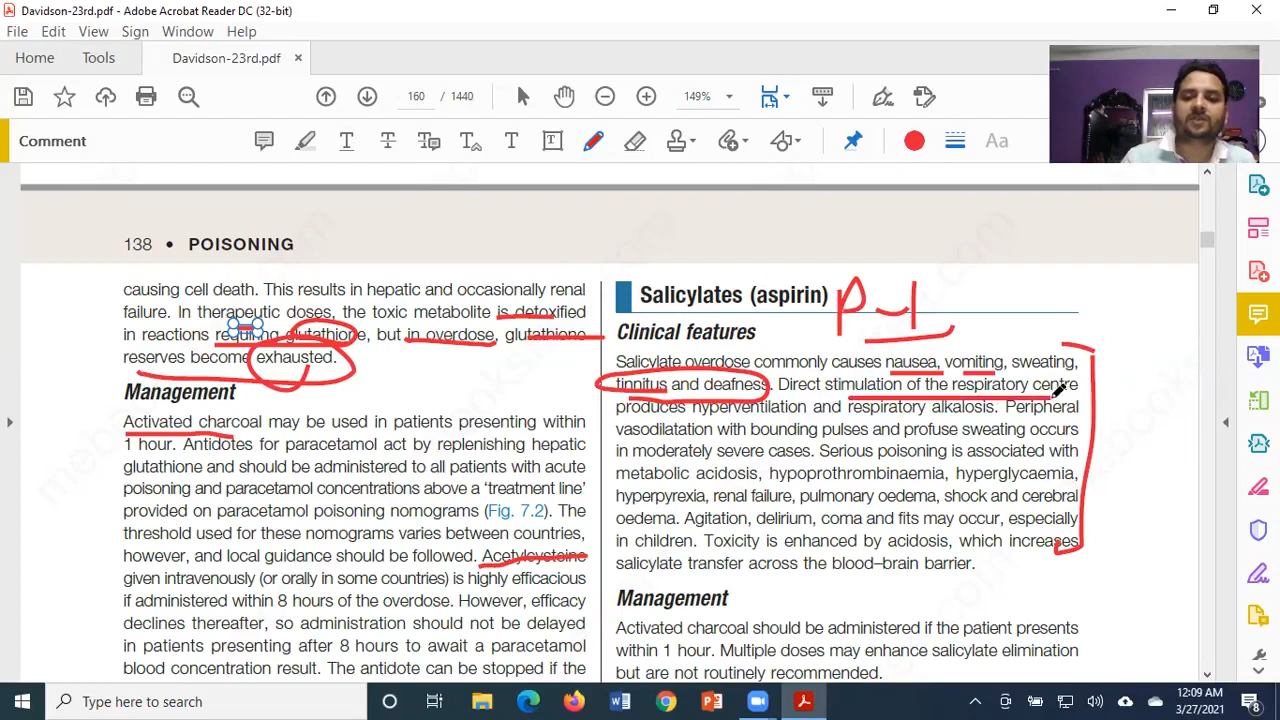 Davidson-23rd.pdf - Adobe Acrobat Reader DC (32-bit)
File Edit View Sign Window Help
Home Tools Davidson-23rd.pdf ×
160 / 1440 149%
Comment Aa
138 • POISONING
causing cell death. This results in hepatic and occasionally renal
failure. In therapeutic doses, the toxic metabolite is detoxified
in reactions requiring glutathione, but in overdose, glutathione
reserves become exhausted.
Management
Activated charcoal may be used in patients presenting within
1 hour. Antidotes for paracetamol act by replenishing hepatic
glutathione and should be administered to all patients with acute
poisoning and paracetamol concentrations above a ‘treatment line’
provided on paracetamol poisoning nomograms (Fig. 7.2). The
threshold used for these nomograms varies between countries,
however, and local guidance should be followed. Acetylcysteine
given intravenously (or orally in some countries) is highly efficacious
if administered within 8 hours of the overdose. However, efficacy
declines thereafter, so administration should not be delayed
in patients presenting after 8 hours to await a paracetamol
blood concentration result. The antidote can be stopped if the
Salicylates (aspirin)
Clinical features
Salicylate overdose commonly causes nausea, vomiting, sweating,
tinnitus and deafness. Direct stimulation of the respiratory centre
produces hyperventilation and respiratory alkalosis. Peripheral
vasodilatation with bounding pulses and profuse sweating occurs
in moderately severe cases. Serious poisoning is associated with
metabolic acidosis, hypoprothrombinaemia, hyperglycaemia,
hyperpyrexia, renal failure, pulmonary oedema, shock and cerebral
oedema. Agitation, delirium, coma and fits may occur, especially
in children. Toxicity is enhanced by acidosis, which increases
salicylate transfer across the blood–brain barrier.
Management
Activated charcoal should be administered if the patient presents
within 1 hour. Multiple doses may enhance salicylate elimination
but are not routinely recommended.
Type here to search
12:09 AM
3/27/2021
8